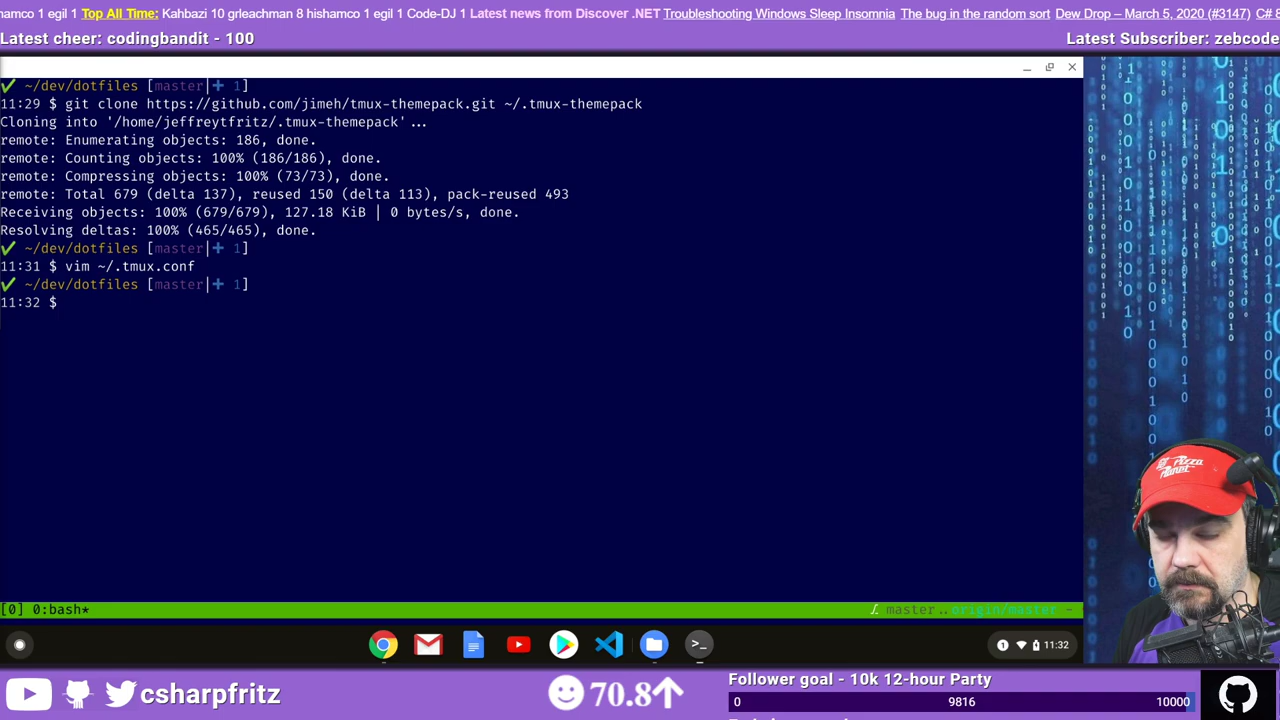 hamco 1 egil 1 Top All Time: Kahbazi 10 grleachman 8 hishamco 1 egil 1 Code-DJ 1 Latest news from Discover .NET Troubleshooting Windows Sleep Insomnia The bug in the random sort Dew Drop – March 5, 2020 (#3147) C# 8
Latest cheer: codingbandit - 100
Latest Subscriber: zebcode
✔ ~/dev/dotfiles [master|✚ 1]
11:29 $ git clone https://github.com/jimeh/tmux-themepack.git ~/.tmux-themepack
Cloning into '/home/jeffreytfritz/.tmux-themepack'...
remote: Enumerating objects: 186, done.
remote: Counting objects: 100% (186/186), done.
remote: Compressing objects: 100% (73/73), done.
remote: Total 679 (delta 137), reused 150 (delta 113), pack-reused 493
Receiving objects: 100% (679/679), 127.18 KiB | 0 bytes/s, done.
Resolving deltas: 100% (465/465), done.
✔ ~/dev/dotfiles [master|✚ 1]
11:31 $ vim ~/.tmux.conf
✔ ~/dev/dotfiles [master|✚ 1]
11:32 $
Pizza Planet
[0] 0:bash*
master..origin/master -
1 11:32
csharpfritz
70.8
Follower goal - 10k 12-hour Party
0 9816 10000